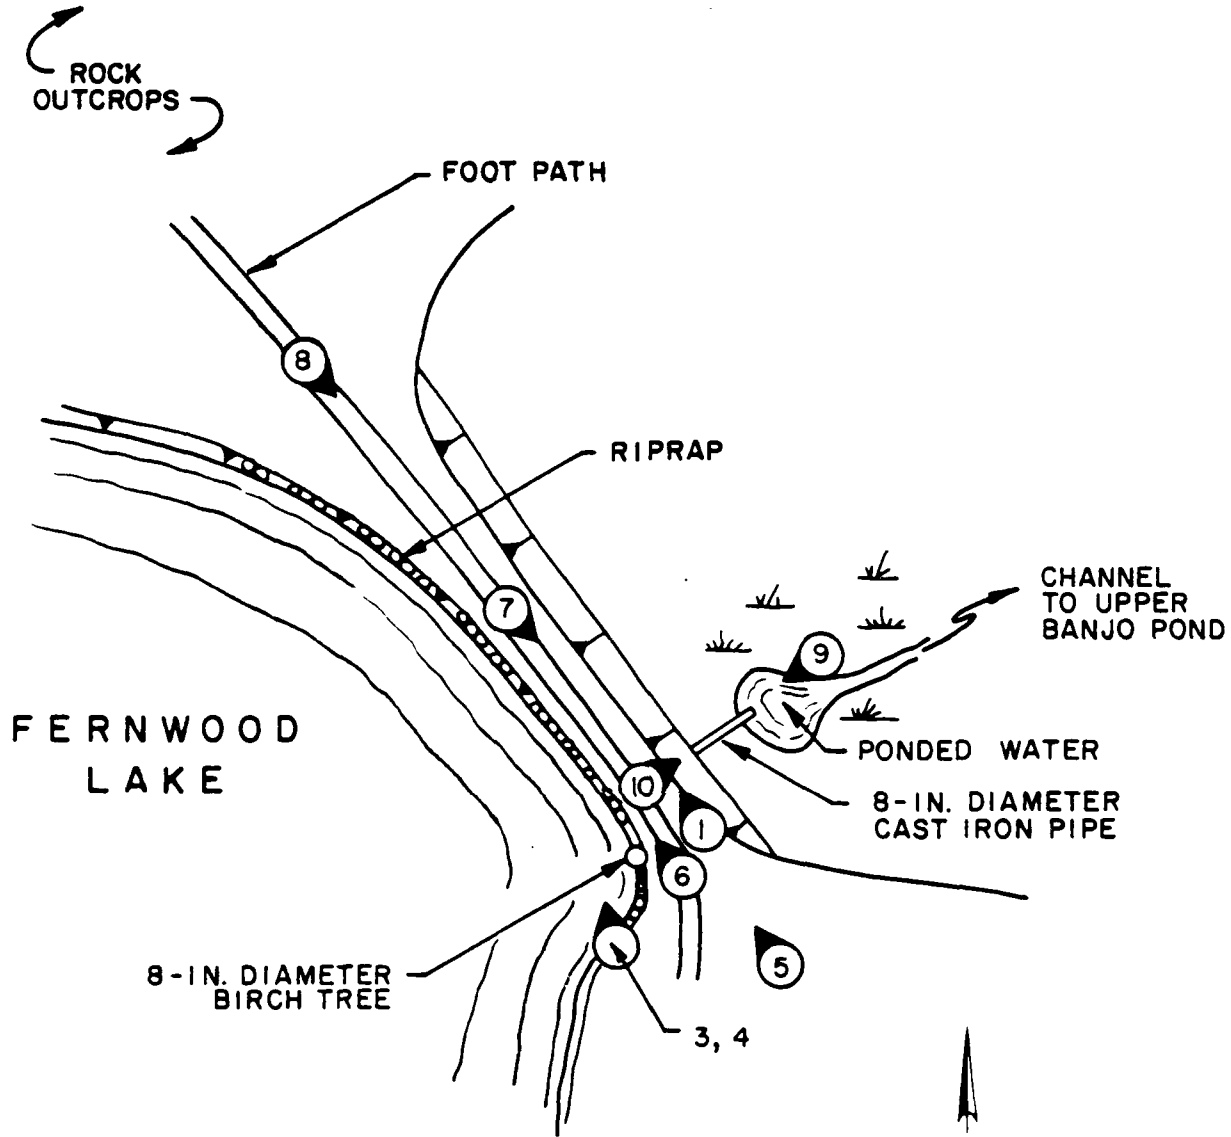 ROCK
OUTCROPS
FOOT PATH
8
RIPRAP
CHANNEL
TO UPPER
BANJO POND
7
9
FERNWOOD
LAKE
PONDED WATER
10
8-IN. DIAMETER
CAST IRON PIPE
1
6
8-IN. DIAMETER
BIRCH TREE
5
3, 4